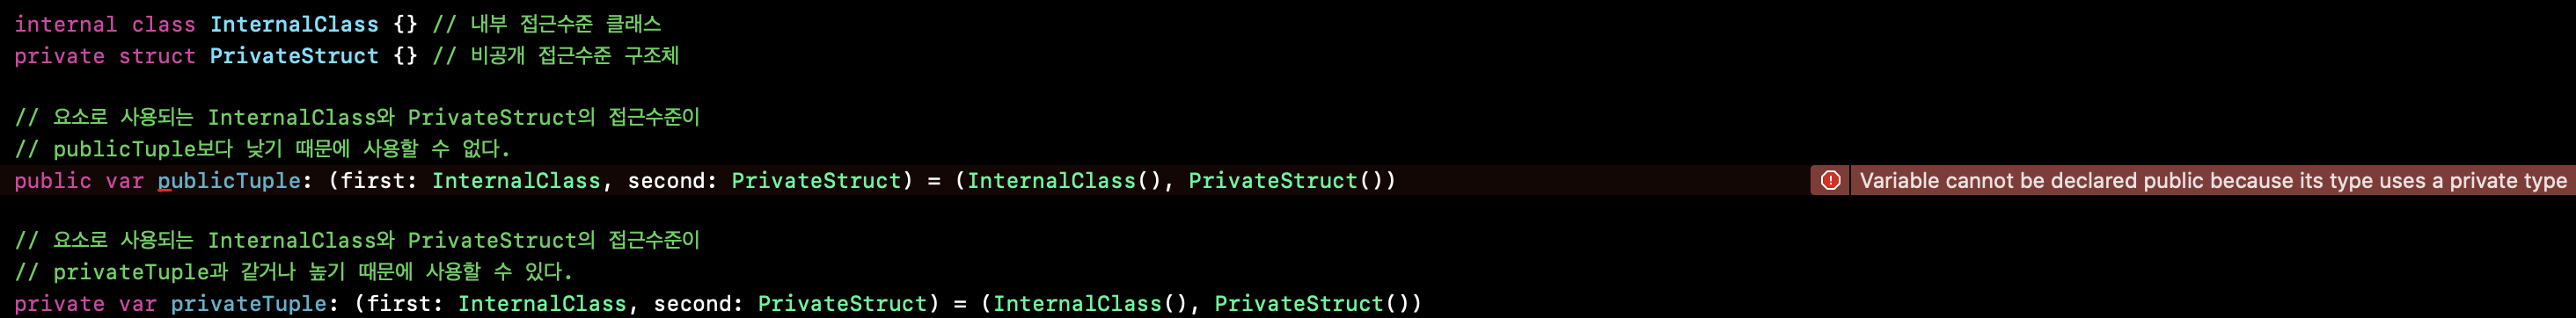 internal class InternalClass {} // 내부 접근수준 클래스
private struct PrivateStruct {} // 비공개 접근수준 구조체
// 요소로 사용되는 InternalClass와 PrivateStruct의 접근수준이
// publicTuple보다 낮기 때문에 사용할 수 없다.
public var publicTuple: (first: InternalClass, second: PrivateStruct) = (InternalClass(), PrivateStruct()) Variable cannot be declared public because its type uses a private type
// 요소로 사용되는 InternalClass와 PrivateStruct의 접근수준이
// privateTuple과 같거나 높기 때문에 사용할 수 있다.
private var privateTuple: (first: InternalClass, second: PrivateStruct) = (InternalClass(), PrivateStruct())